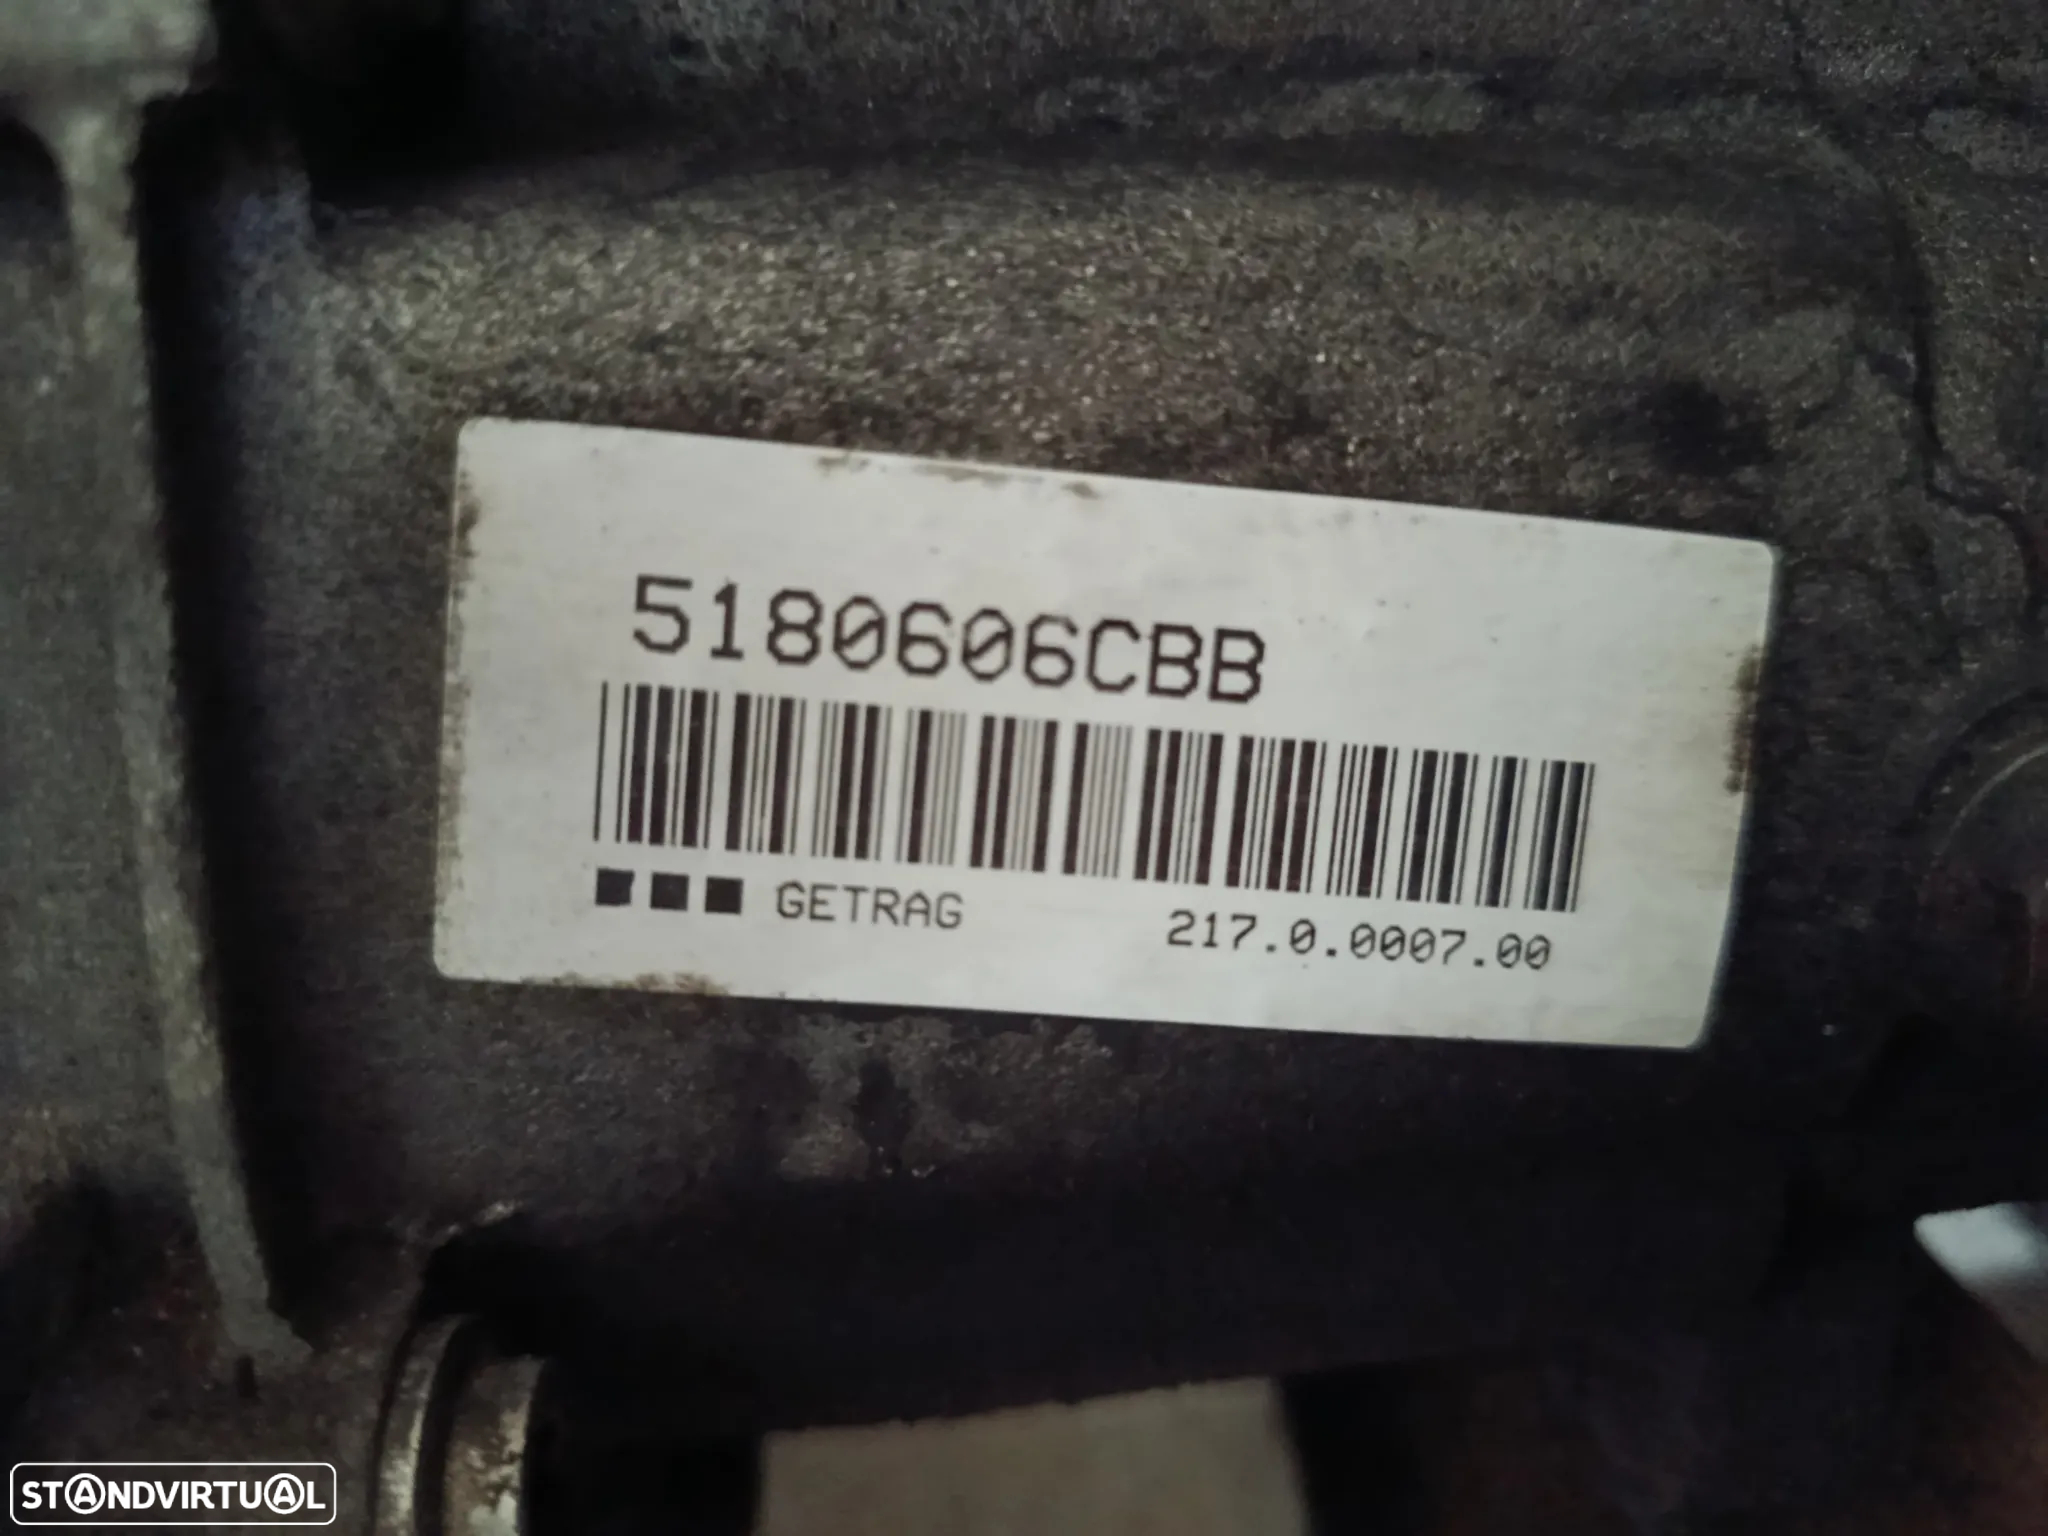 5180606CBB
GETRAG 217.0.0007.00
STANDVIRTUAL